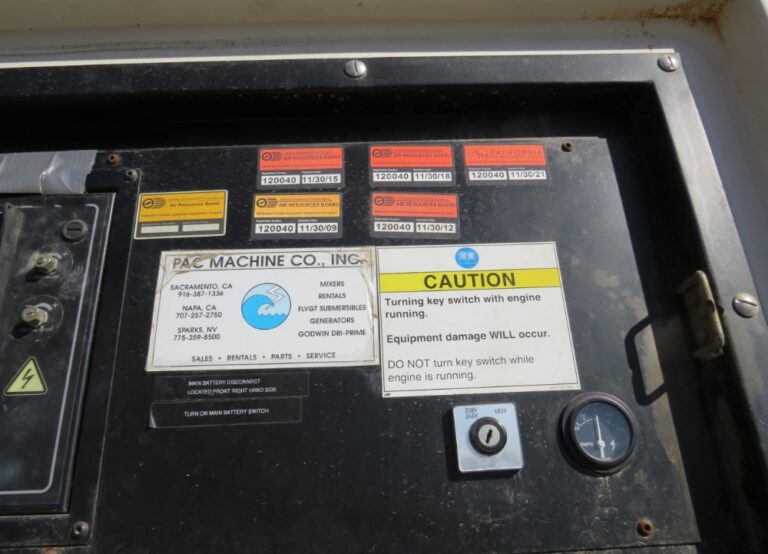 AIR RESOURCES BOARD
120040 11/30/15
AIR RESOURCES BOARD
120040 11/30/18
CALIFORNIA
120040 11/30/21
Air Resources Board
AIR RESOURCES BOARD
120040 11/30/09
AIR RESOURCES BOARD
120040 11/30/12
PAC MACHINE CO., INC.
SACRAMENTO, CA
916-387-1336
NAPA, CA
707-257-2750
SPARKS, NV
775-359-8500
MIXERS
RENTALS
FLYGT SUBMERSIBLES
GENERATORS
GODWIN DRI-PRIME
SALES • RENTALS • PARTS • SERVICE
CAUTION
Turning key switch with engine
running.
Equipment damage WILL occur.
DO NOT turn key switch while
engine is running.
MAIN BATTERY DISCONNECT
LOCATED FRONT RIGHT HAND SIDE
TURN ON MAIN BATTERY SWITCH
208V
240V
480V
AMPS